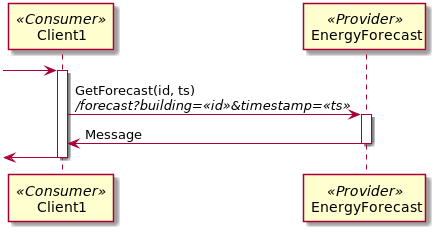 «Consumer» «Provider»
Client1 EnergyForecast
GetForecast(id, ts)
/forecast?building=«id»&timestamp=«ts»
Message
«Consumer» «Provider»
Client1 EnergyForecast